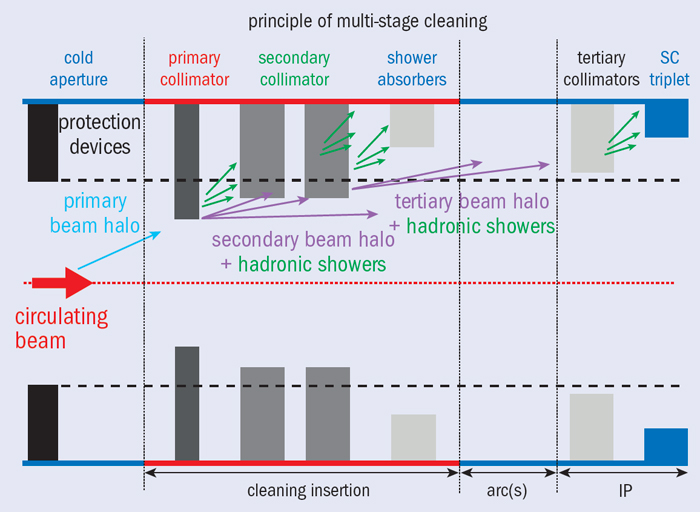 principle of multi-stage cleaning
cold
aperture
primary
collimator
secondary
collimator
shower
absorbers
tertiary
collimators
SC
triplet
protection
devices
primary
beam halo
tertiary beam halo
+ hadronic showers
secondary beam halo
+ hadronic showers
circulating
beam
cleaning insertion
arc(s)
IP